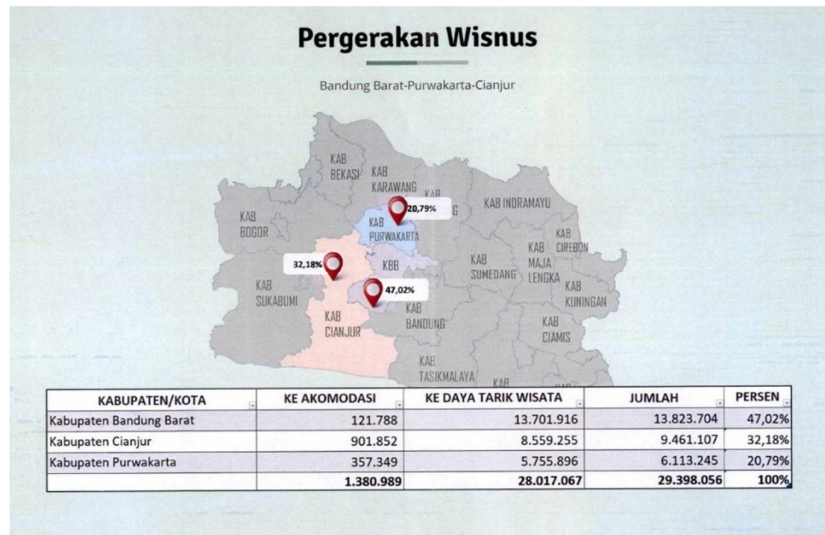 Pergerakan Wisnus
Bandung Barat-Purwakarta-Cianjur
KAB
BEKASI
KAB
KARAWANG
KAB
G
20,79%
KAB INDRAMAYU
KAB
BOGOR
KAB
PURWAKARTA
KAB
CIREBON
KAB
MAJA
LENGKA
32,18%
KBB
KAB
SUMEDANG
KAB
SUKABUMI
47,02%
KAB
KUNINGAN
KAB
CIANJUR
KAB
BANDUNG
KAB
CIAMIS
KAB
TASIKMALAYA
KAB
KABUPATEN/KOTA KE AKOMODASI KE DAYA TARIK WISATA JUMLAH PERSEN
Kabupaten Bandung Barat 121.788 13.701.916 13.823.704 47,02%
Kabupaten Cianjur 901.852 8.559.255 9.461.107 32,18%
Kabupaten Purwakarta 357.349 5.755.896 6.113.245 20,79%
1.380.989 28.017.067 29.398.056 100%